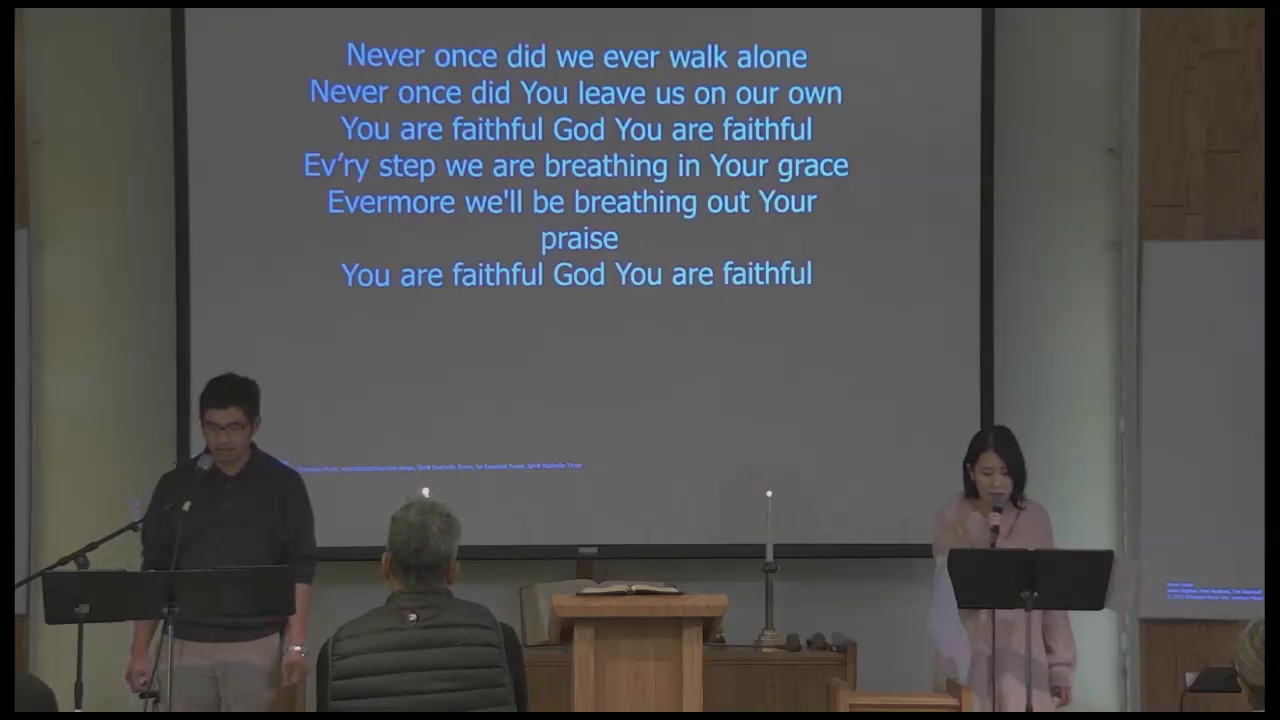 Never once did we ever walk alone
Never once did You leave us on our own
You are faithful God You are faithful
Ev’ry step we are breathing in Your grace
Evermore we'll be breathing out Your
praise
You are faithful God You are faithful